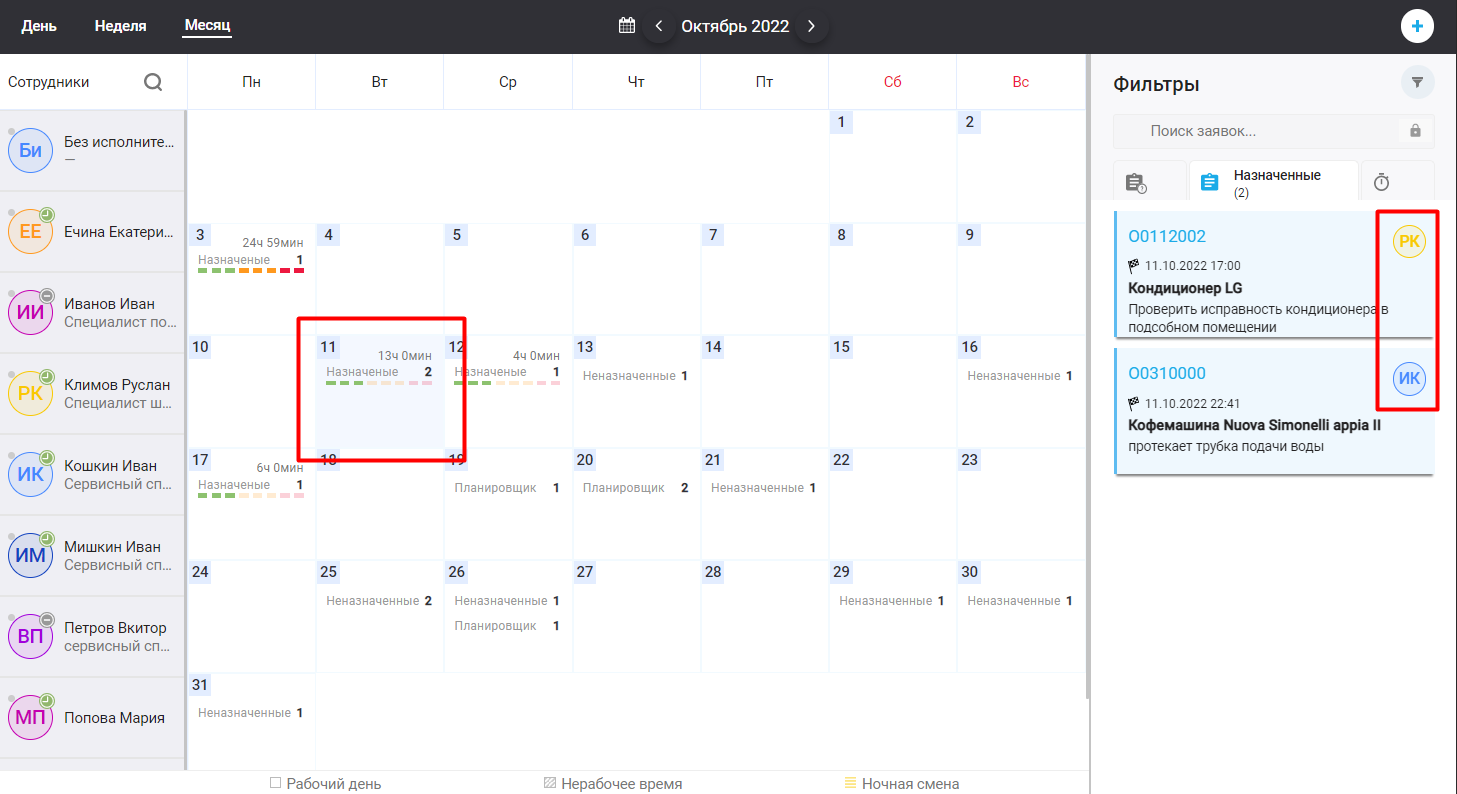 День Неделя Месяц Октябрь 2022
Сотрудники Пн Вт Ср Чт Пт Сб Вс
Би Без исполните...
—
ЕЕ Ечина Екатери...
ИИ Иванов Иван
Специалист по...
РК Климов Руслан
Специалист ш...
ИК Кошкин Иван
Сервисный сп...
ИМ Мишкин Иван
Сервисный сп...
ВП Петров Вкитор
сервисный сп...
МП Попова Мария
1 2
3 4 5 6 7 8 9
24ч 59мин
Назначеные 1
10 11 12 13 14 15 16
13ч 0мин 4ч 0мин
Назначеные 2 Назначеные 1 Неназначенные 1 Неназначенные 1
17 18 19 20 21 22 23
6ч 0мин
Назначеные 1 Планировщик 1 Планировщик 2 Неназначенные 1
24 25 26 27 28 29 30
Неназначенные 2 Неназначенные 1 Неназначенные 1 Неназначенные 1
Планировщик 1
31
Неназначенные 1
Рабочий день Нерабочее время Ночная смена
Фильтры
Поиск заявок...
Назначенные
(2)
O0112002 РК
11.10.2022 17:00
Кондиционер LG
Проверить исправность кондиционера в
подсобном помещении
O0310000 ИК
11.10.2022 22:41
Кофемашина Nuova Simonelli appia II
протекает трубка подачи воды